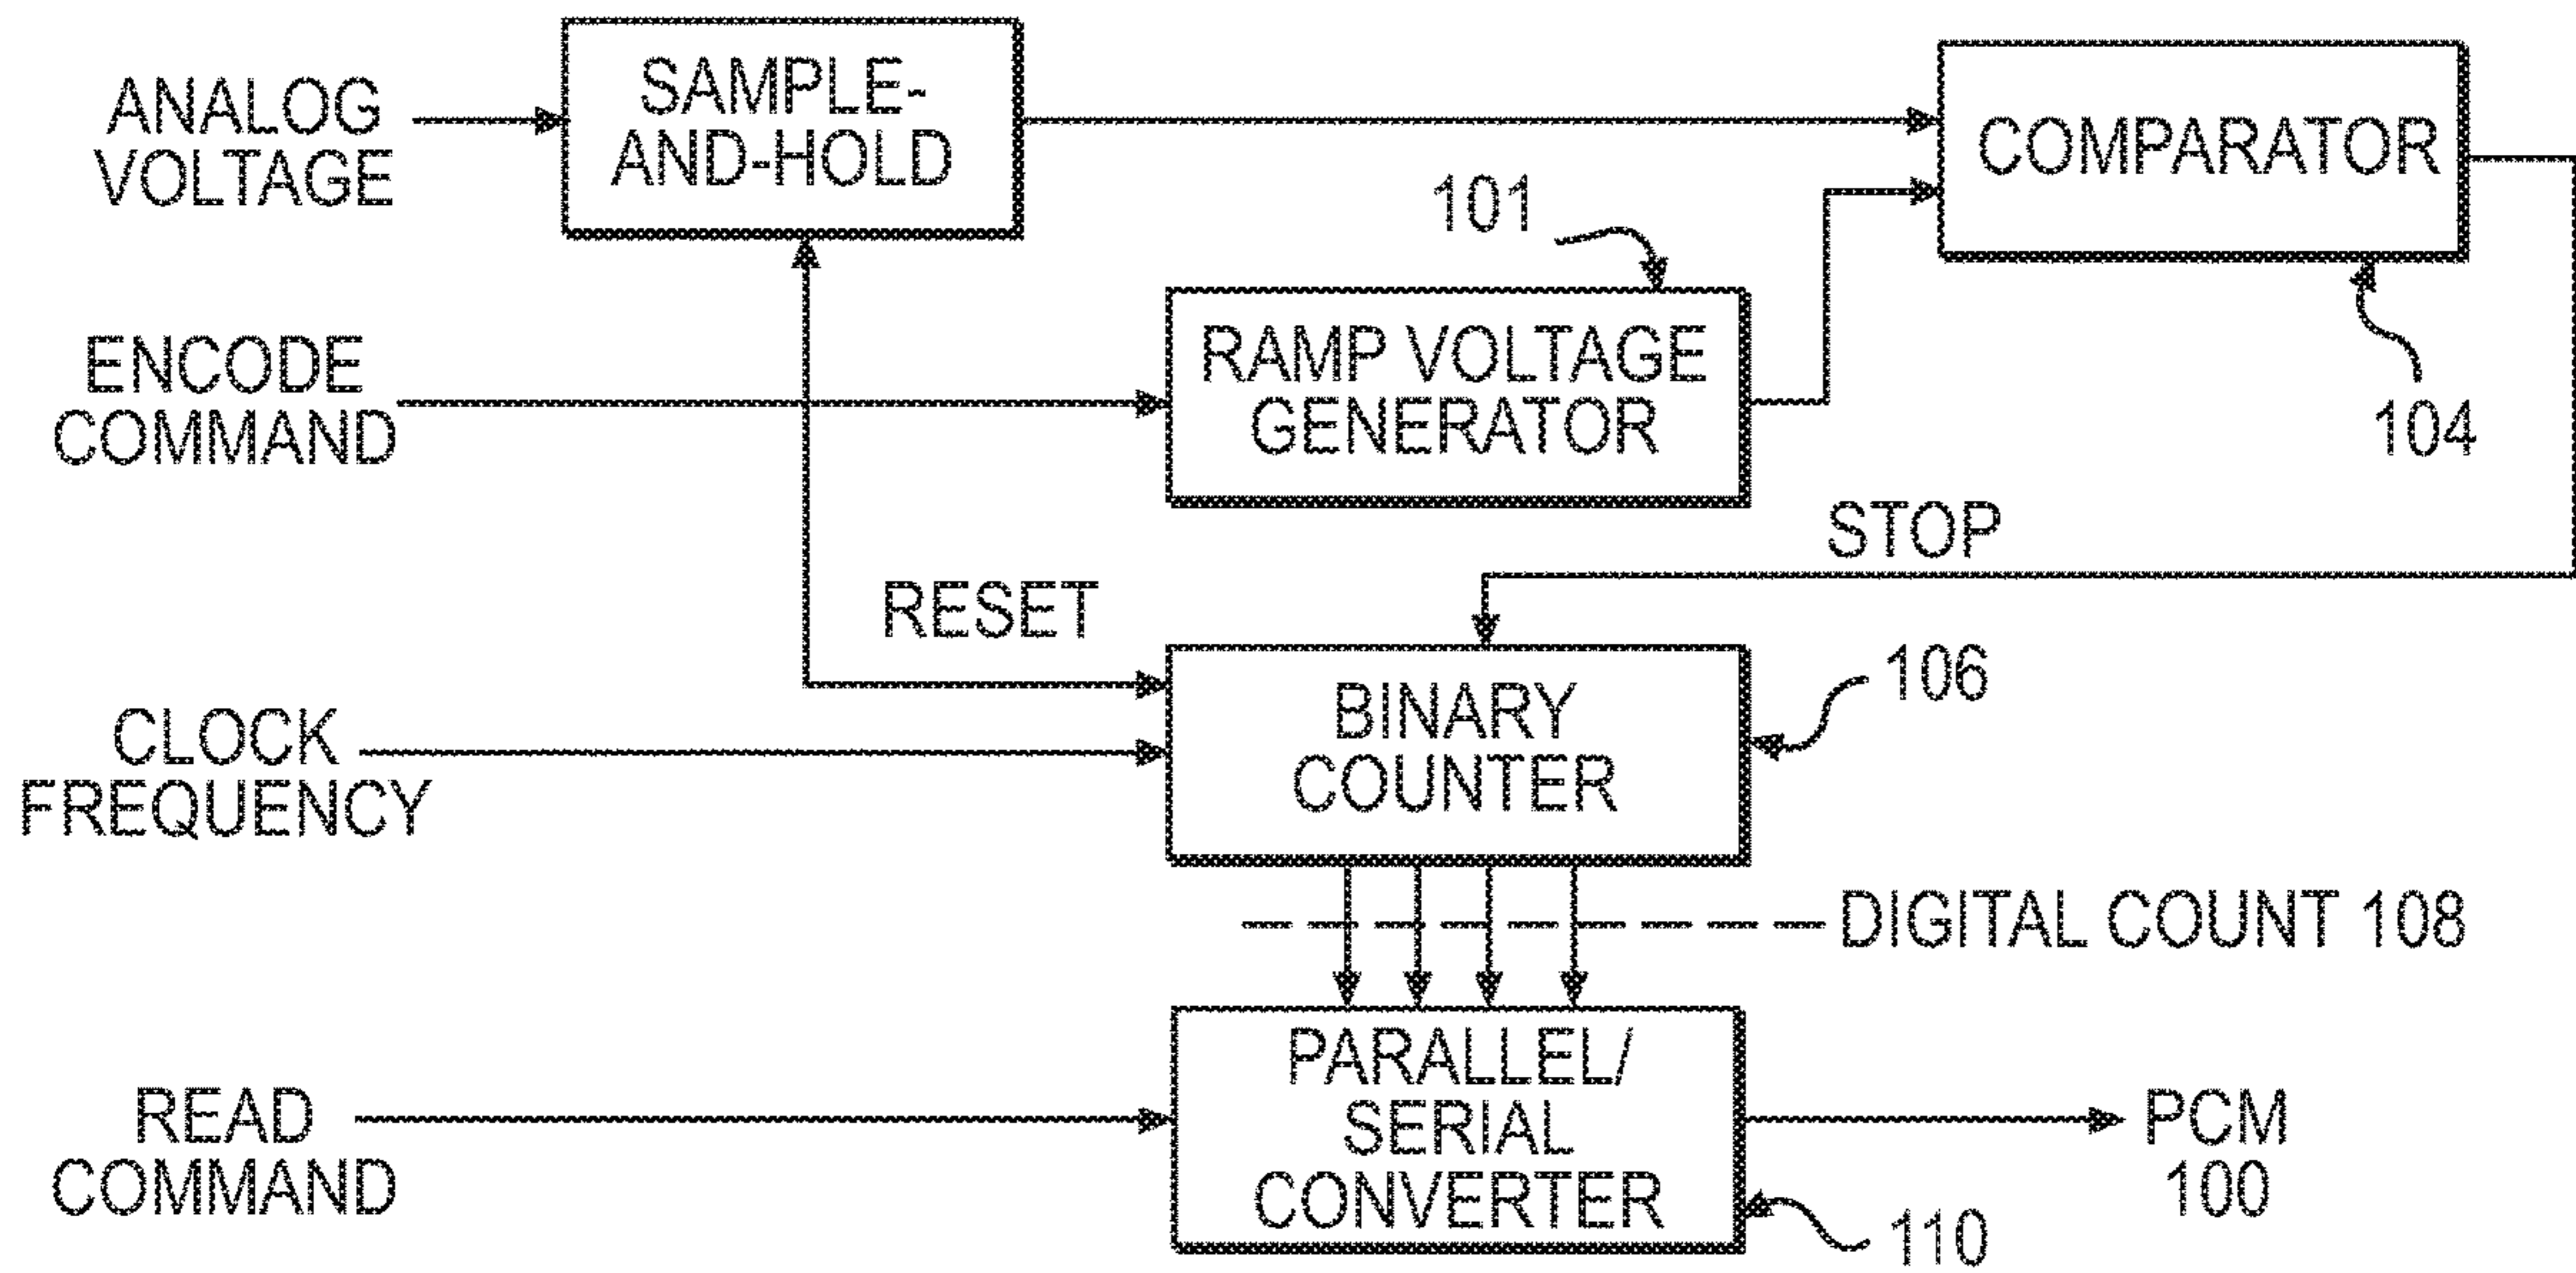 ANALOG
VOLTAGE
SAMPLE-
AND-HOLD
COMPARATOR
101
104
ENCODE
COMMAND
RAMP VOLTAGE
GENERATOR
STOP
RESET
CLOCK
FREQUENCY
BINARY
COUNTER
106
DIGITAL COUNT 108
READ
COMMAND
PARALLEL/
SERIAL
CONVERTER
PCM
100
110